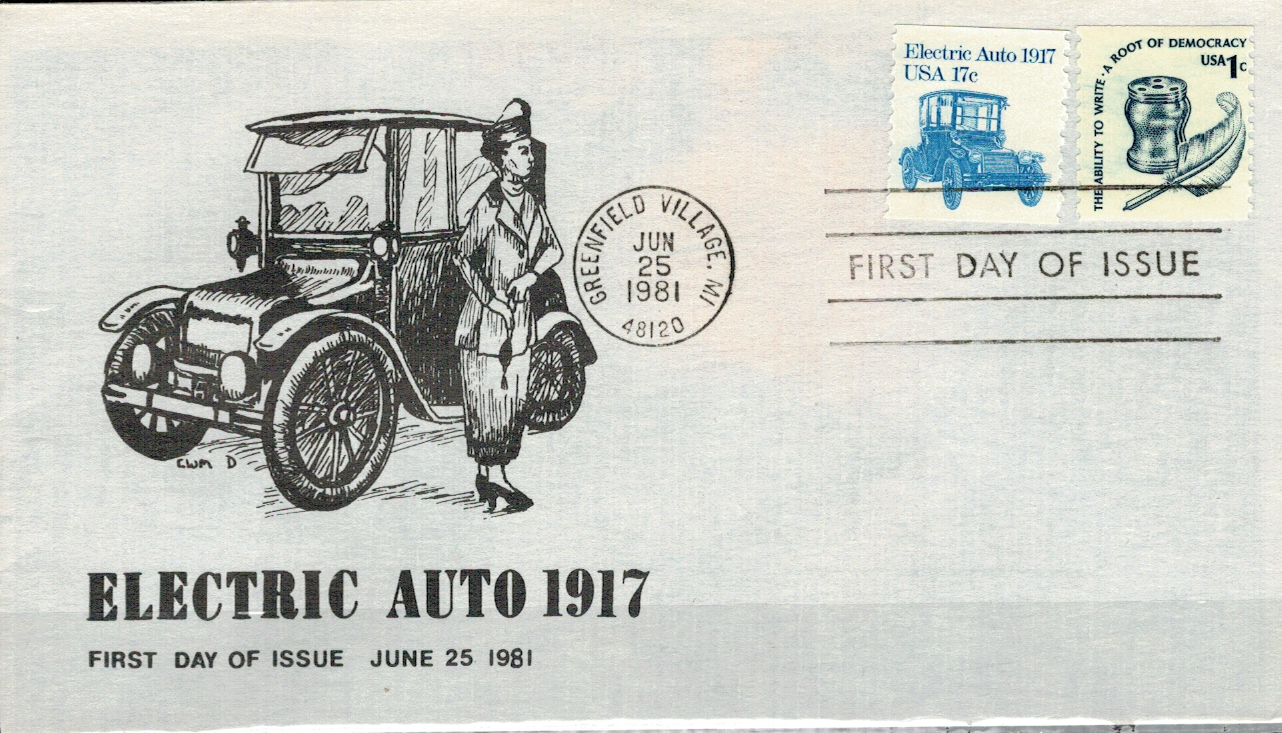 Electric Auto 1917
USA 17c
THE ABILITY TO WRITE · A ROOT OF DEMOCRACY
USA 1c
GREENFIELD VILLAGE, MI
JUN
25
1981
48120
FIRST DAY OF ISSUE
CWM D
ELECTRIC AUTO 1917
FIRST DAY OF ISSUE JUNE 25 1981